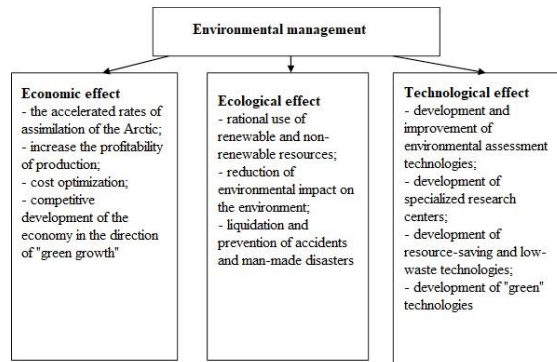 Environmental management
Economic effect
- the accelerated rates of
assimilation of the Arctic;
- increase the profitability
of production;
- cost optimization;
- competitive
development of the
economy in the direction
of "green growth"
Ecological effect
- rational use of
renewable and non-
renewable resources;
- reduction of
environmental impact on
the environment;
- liquidation and
prevention of accidents
and man-made disasters
Technological effect
- development and
improvement of
environmental assessment
technologies;
- development of
specialized research
centers;
- development of
resource-saving and low-
waste technologies;
- development of "green"
technologies